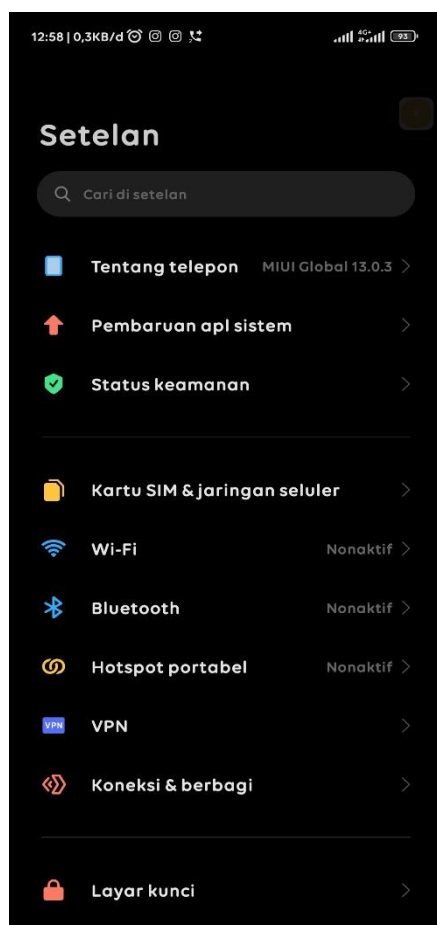 12:58 | 0,3KB/d 4G+ 93
Setelan
Cari di setelan
Tentang telepon MIUI Global 13.0.3
Pembaruan apl sistem
Status keamanan
Kartu SIM & jaringan seluler
Wi-Fi Nonaktif
Bluetooth Nonaktif
Hotspot portabel Nonaktif
VPN VPN
Koneksi & berbagi
Layar kunci